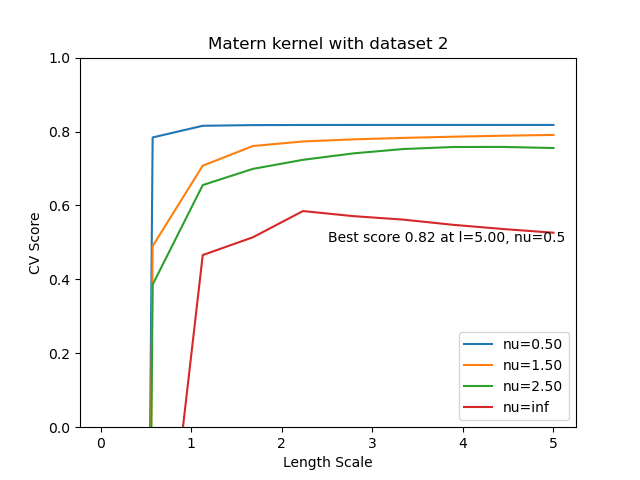 Matern kernel with dataset 2
1.0
0.8
0.6
0.4
0.2
0.0
CV Score
Best score 0.82 at l=5.00, nu=0.5
nu=0.50
nu=1.50
nu=2.50
nu=inf
0 1 2 3 4 5
Length Scale